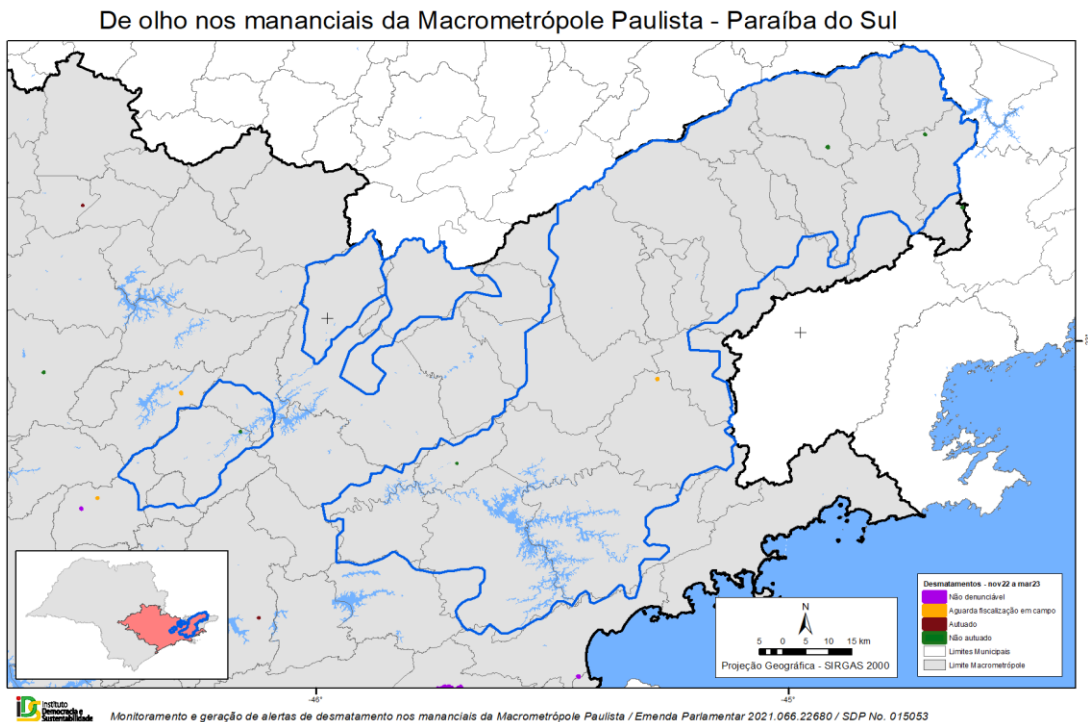 De olho nos mananciais da Macrometrópole Paulista - Paraíba do Sul
Desmatamentos - nov22 a mar23
Não denunciável
Aguarda fiscalização em campo
Autuado
Não autuado
Limites Municipais
Limite Macrometrópole
N
5 0 5 10 15 km
Projeção Geográfica - SIRGAS 2000
-46°
-45°
iDS Instituto
Democracia e
Sustentabilidade
Monitoramento e geração de alertas de desmatamento nos mananciais da Macrometrópole Paulista / Emenda Parlamentar 2021.066.22680 / SDP No. 015053